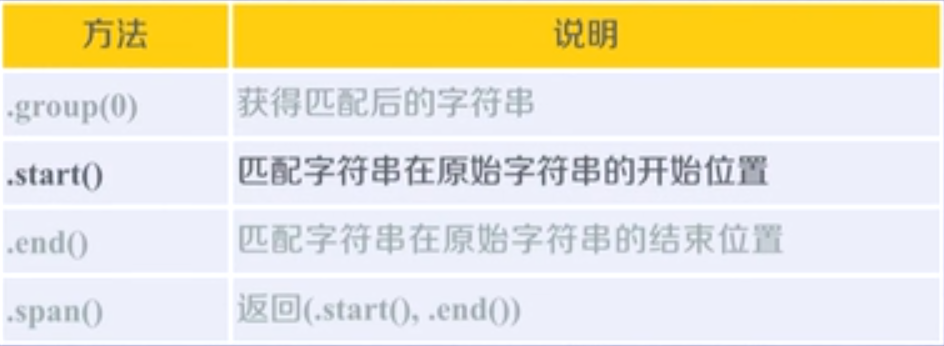 方法 说明
.group(0) 获得匹配后的字符串
.start() 匹配字符串在原始字符串的开始位置
.end() 匹配字符串在原始字符串的结束位置
.span() 返回(.start(), .end())